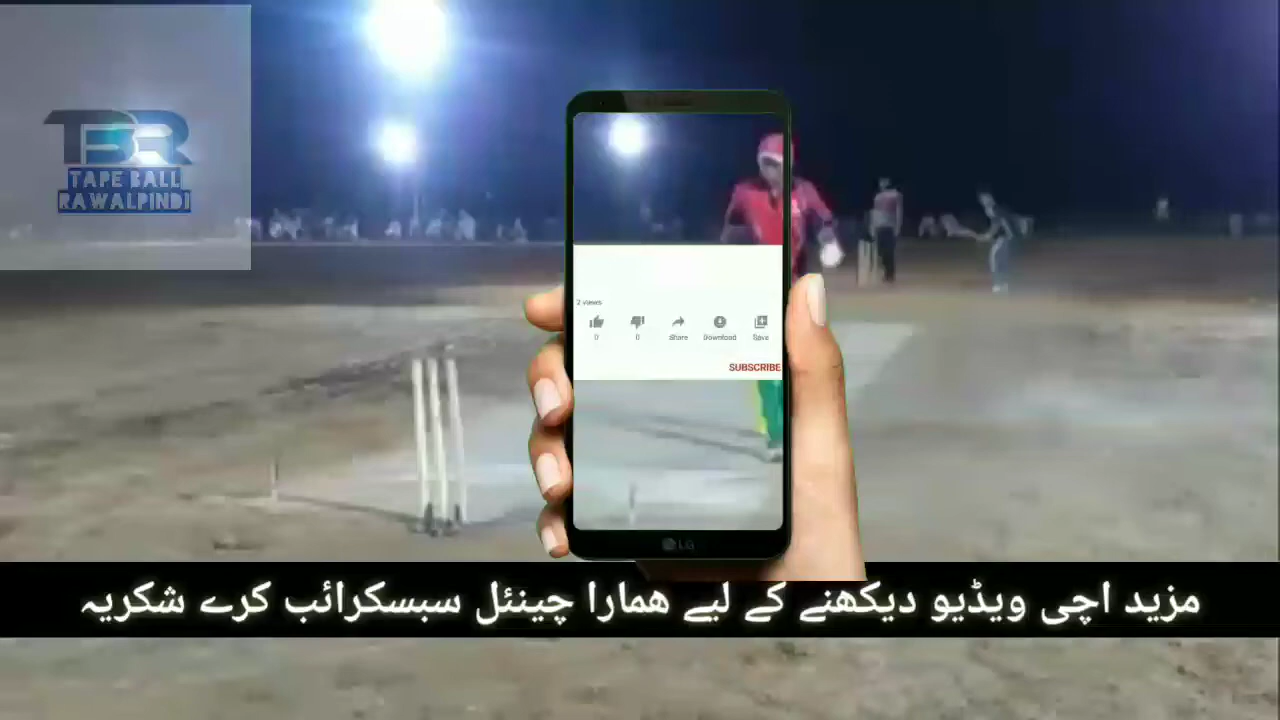 TBR
TAPE BALL
RAWALPINDI
2 views
0
0
Share
Download
Save
SUBSCRIBE
LG
مزید اچی ویڈیو دیکھنے کے لیے ھمارا چینئل سبسکرائب کرے شکریہ